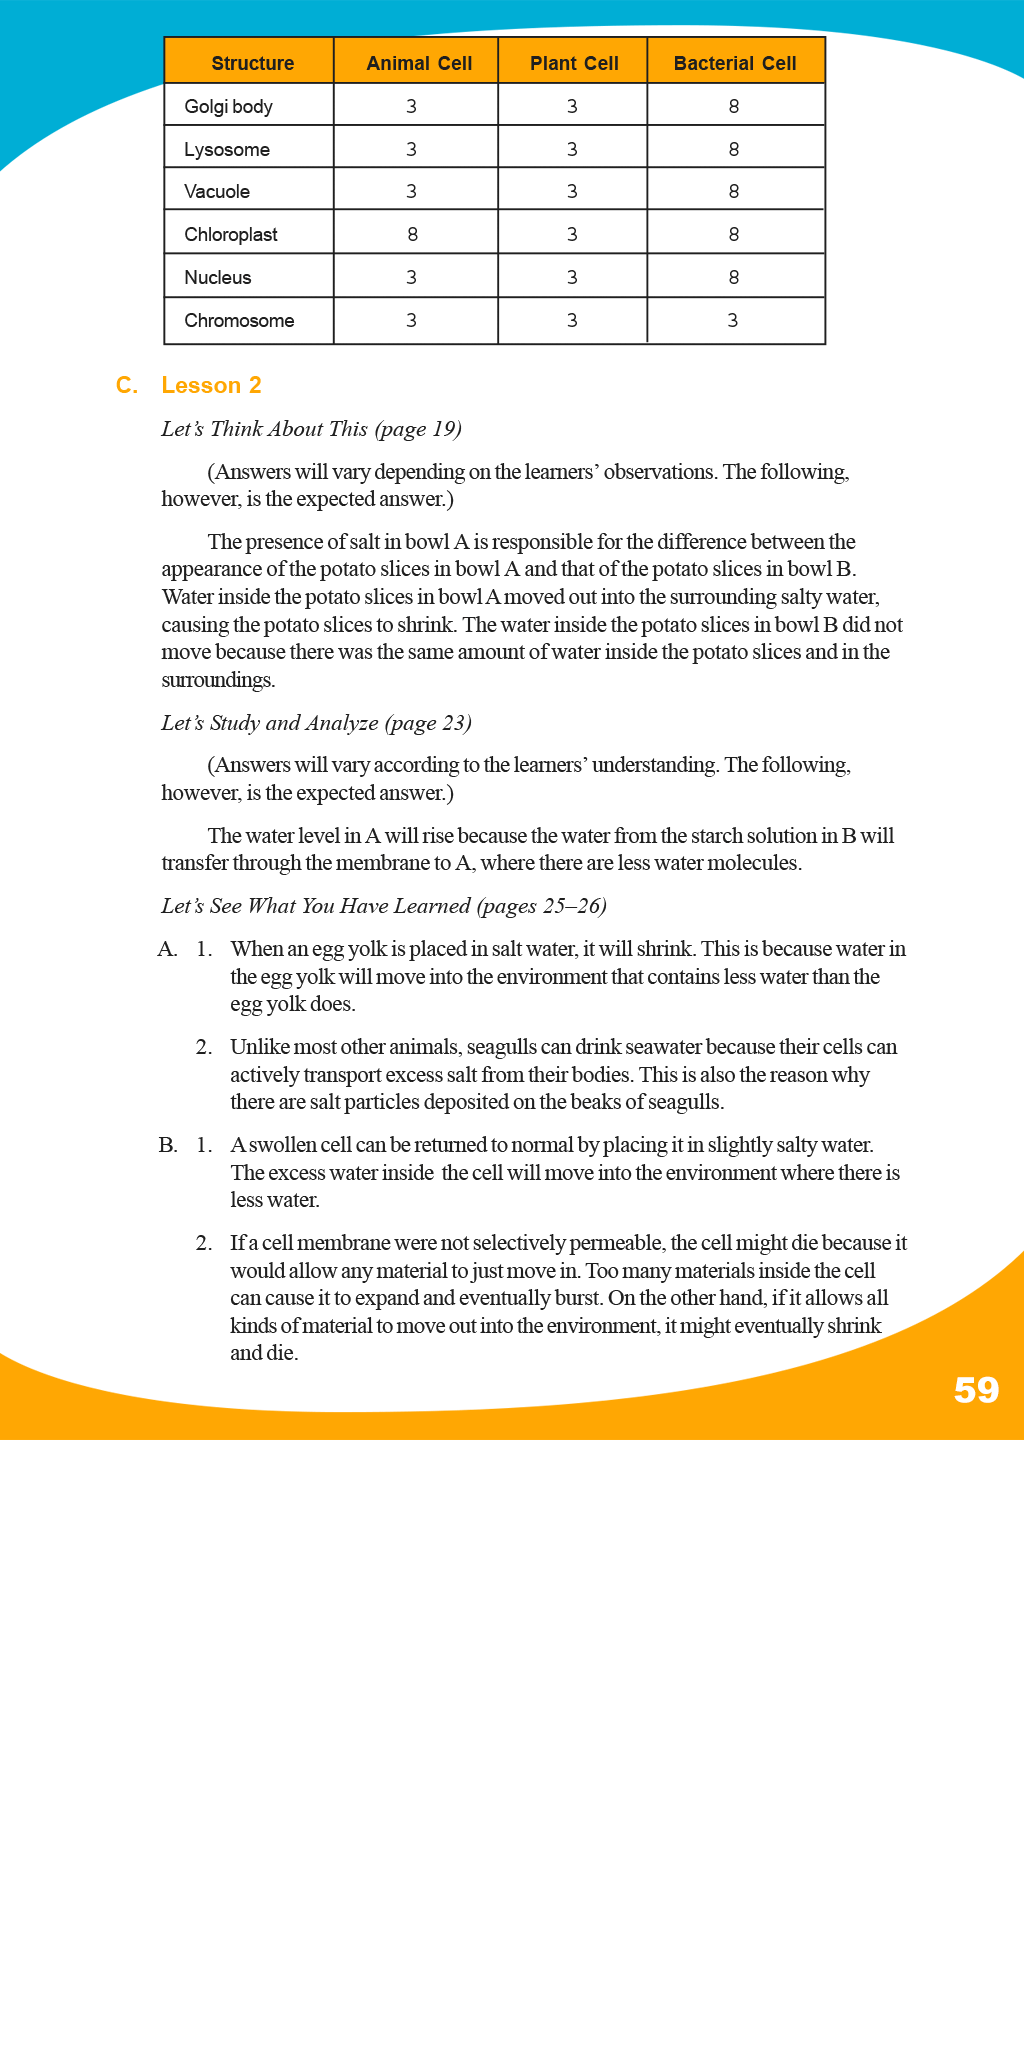 Structure Animal Cell Plant Cell Bacterial Cell
Golgi body 3 3 8
Lysosome 3 3 8
Vacuole 3 3 8
Chloroplast 8 3 8
Nucleus 3 3 8
Chromosome 3 3 3
C. Lesson 2
Let’s Think About This (page 19)
(Answers will vary depending on the learners’ observations. The following,
however, is the expected answer.)
The presence of salt in bowl A is responsible for the difference between the
appearance of the potato slices in bowl A and that of the potato slices in bowl B.
Water inside the potato slices in bowl A moved out into the surrounding salty water,
causing the potato slices to shrink. The water inside the potato slices in bowl B did not
move because there was the same amount of water inside the potato slices and in the
surroundings.
Let’s Study and Analyze (page 23)
(Answers will vary according to the learners’ understanding. The following,
however, is the expected answer.)
The water level in A will rise because the water from the starch solution in B will
transfer through the membrane to A, where there are less water molecules.
Let’s See What You Have Learned (pages 25–26)
A. 1. When an egg yolk is placed in salt water, it will shrink. This is because water in
the egg yolk will move into the environment that contains less water than the
egg yolk does.
2. Unlike most other animals, seagulls can drink seawater because their cells can
actively transport excess salt from their bodies. This is also the reason why
there are salt particles deposited on the beaks of seagulls.
B. 1. A swollen cell can be returned to normal by placing it in slightly salty water.
The excess water inside the cell will move into the environment where there is
less water.
2. If a cell membrane were not selectively permeable, the cell might die because it
would allow any material to just move in. Too many materials inside the cell
can cause it to expand and eventually burst. On the other hand, if it allows all
kinds of material to move out into the environment, it might eventually shrink
and die.
59